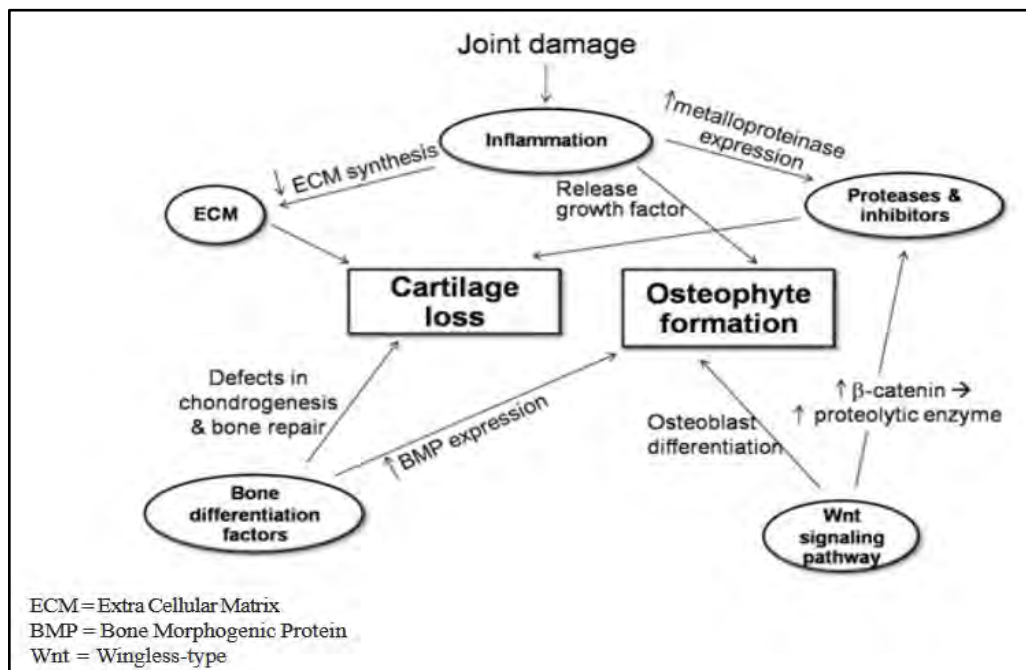 Joint damage
Inflammation
↑metalloproteinase
expression
↓ ECM synthesis
Release
growth factor
ECM
Proteases &
inhibitors
Cartilage
loss
Osteophyte
formation
Defects in
chondrogenesis
& bone repair
↑BMP expression
Osteoblast
differentiation
↑ β-catenin →
↑ proteolytic enzyme
Bone
differentiation
factors
Wnt
signaling
pathway
ECM = Extra Cellular Matrix
BMP = Bone Morphogenic Protein
Wnt = Wingless-type